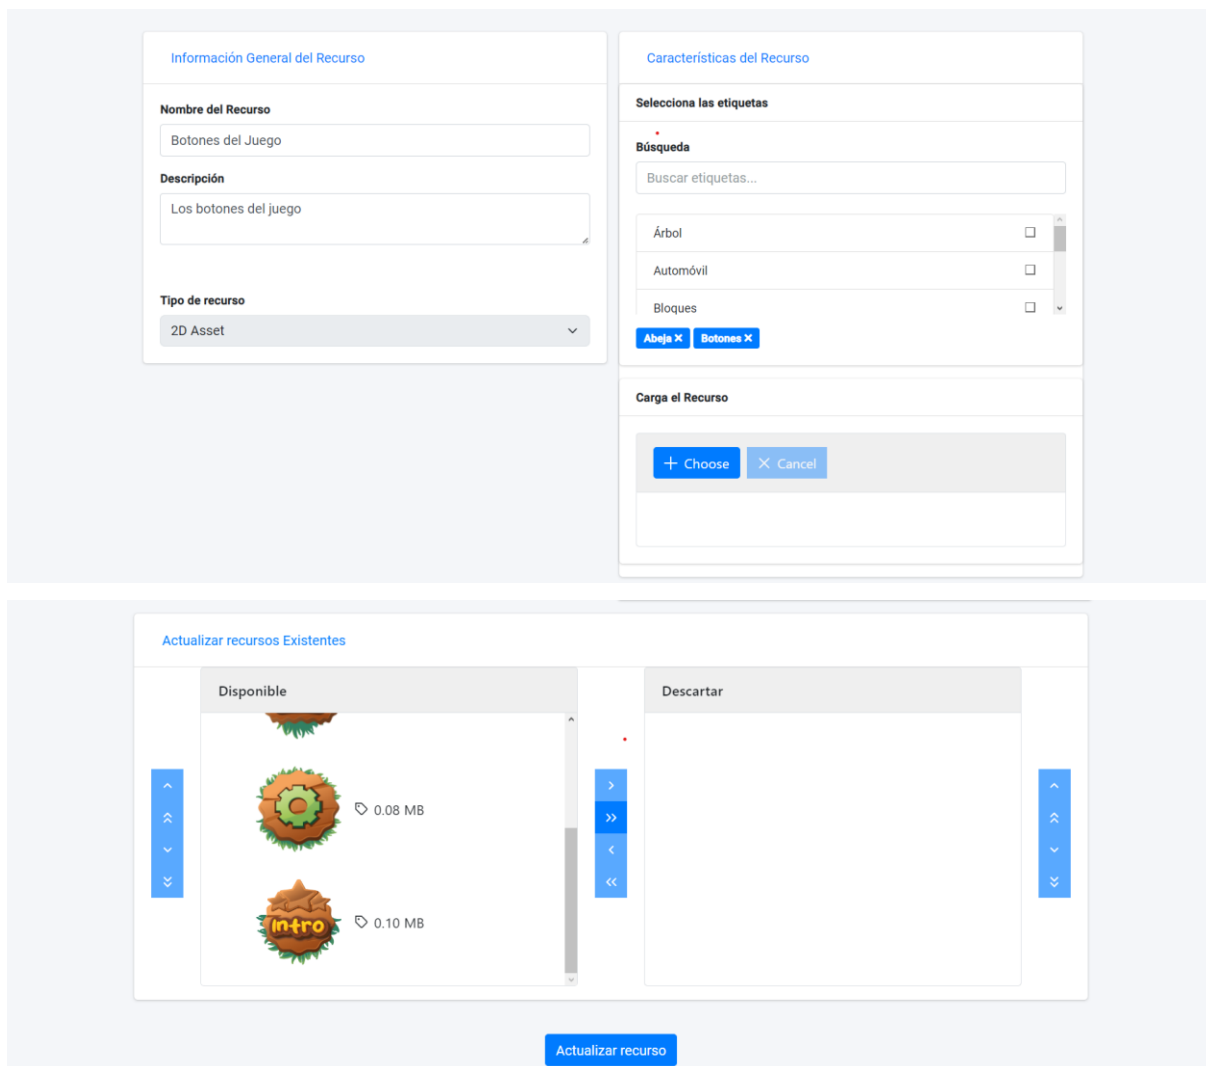 Información General del Recurso
Nombre del Recurso
Botones del Juego
Descripción
Los botones del juego
Tipo de recurso
2D Asset
Características del Recurso
Selecciona las etiquetas
Búsqueda
Buscar etiquetas...
Árbol
Automóvil
Bloques
Abeja ✕ Botones ✕
Carga el Recurso
+ Choose ✕ Cancel
Actualizar recursos Existentes
Disponible
0.08 MB
Intro 0.10 MB
Descartar
Actualizar recurso